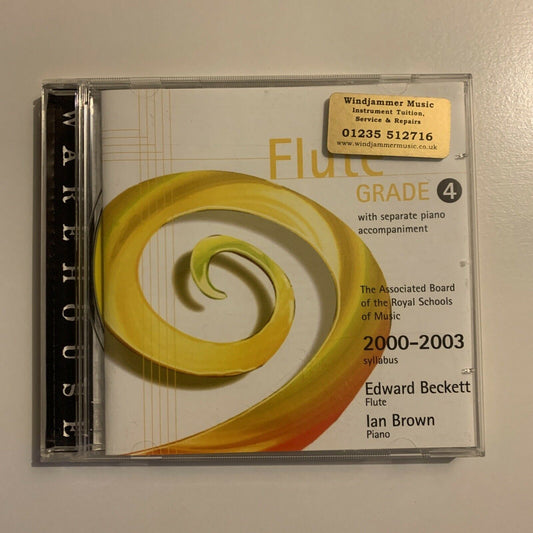 WAREHOUSE
Windjammer Music
Instrument Tuition,
Service & Repairs
01235 512716
www.windjammermusic.co.uk
Flute
GRADE 4
with separate piano
accompaniment
The Associated Board
of the Royal Schools
of Music
2000-2003
syllabus
Edward Beckett
Flute
Ian Brown
Piano